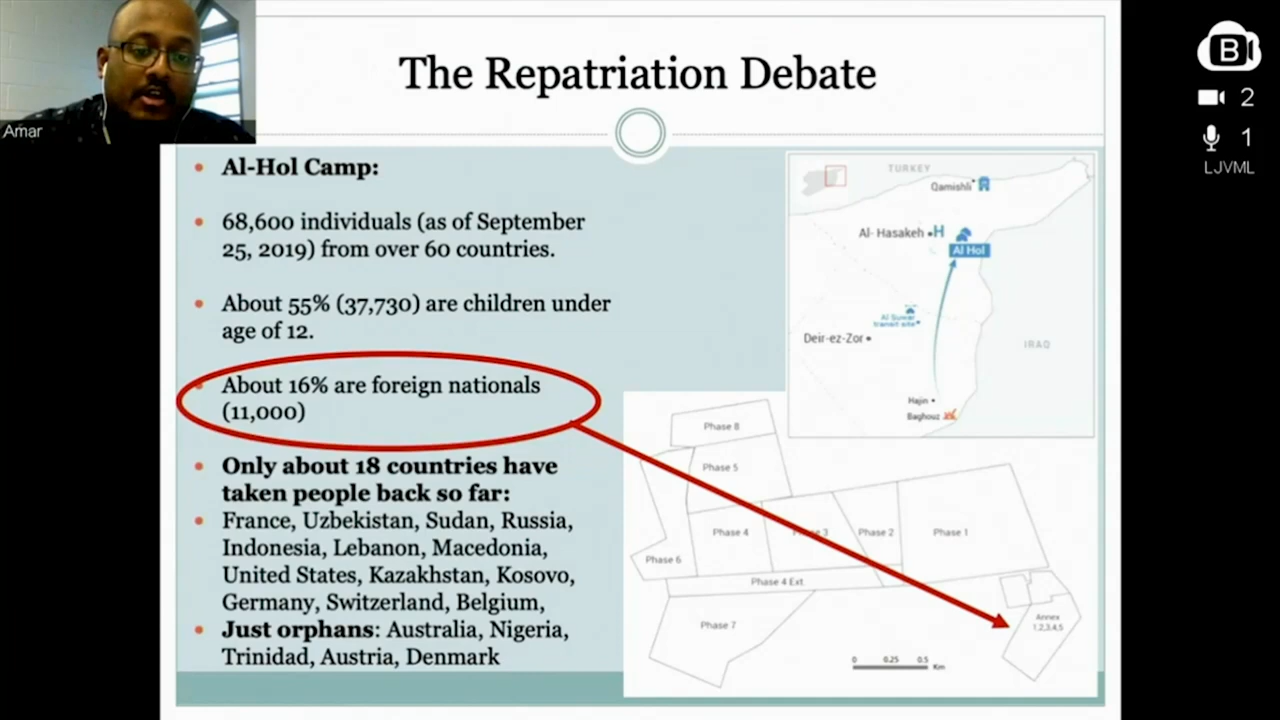 Amar
B
2
1
LJVML
The Repatriation Debate
• Al-Hol Camp:
• 68,600 individuals (as of September
25, 2019) from over 60 countries.
• About 55% (37,730) are children under
age of 12.
• About 16% are foreign nationals
(11,000)
• Only about 18 countries have
taken people back so far:
• France, Uzbekistan, Sudan, Russia,
Indonesia, Lebanon, Macedonia,
United States, Kazakhstan, Kosovo,
Germany, Switzerland, Belgium,
• Just orphans: Australia, Nigeria,
Trinidad, Austria, Denmark
TURKEY
Qamishli
Al- Hasakeh
H
Al Hol
Al Suwar
transit site
Deir-ez-Zor
IRAQ
Hajin
Baghouz
Phase 8
Phase 5
Phase 4
Phase 3
Phase 2
Phase 1
Phase 6
Phase 4 Ext
Phase 7
Annex
1,2,3,4,5
0 0.25 0.5
Km